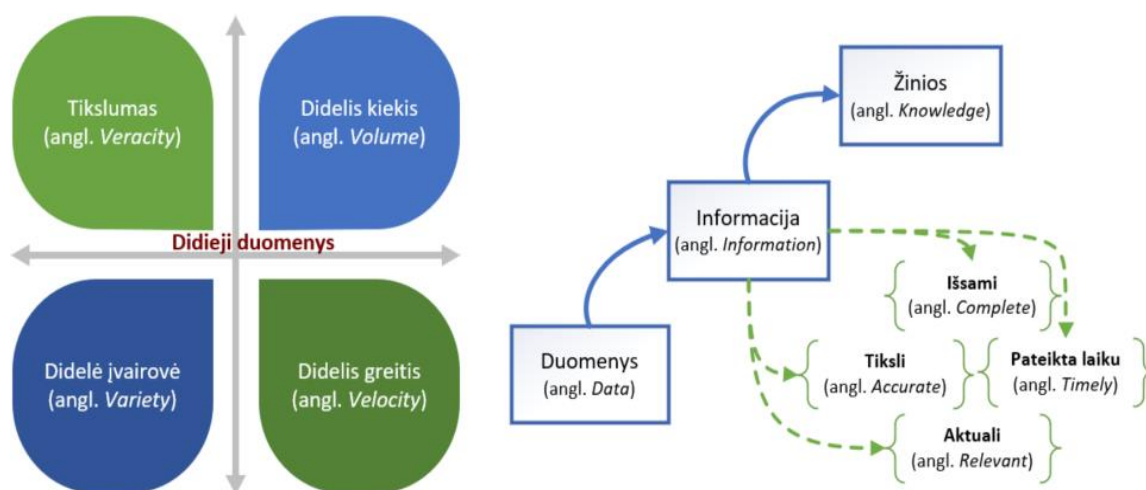 Tikslumas
(angl. Veracity)
Didelis kiekis
(angl. Volume)
Didieji duomenys
Didelė įvairovė
(angl. Variety)
Didelis greitis
(angl. Velocity)
Žinios
(angl. Knowledge)
Informacija
(angl. Information)
Duomenys
(angl. Data)
Išsami
(angl. Complete)
Tiksli
(angl. Accurate)
Pateikta laiku
(angl. Timely)
Aktuali
(angl. Relevant)